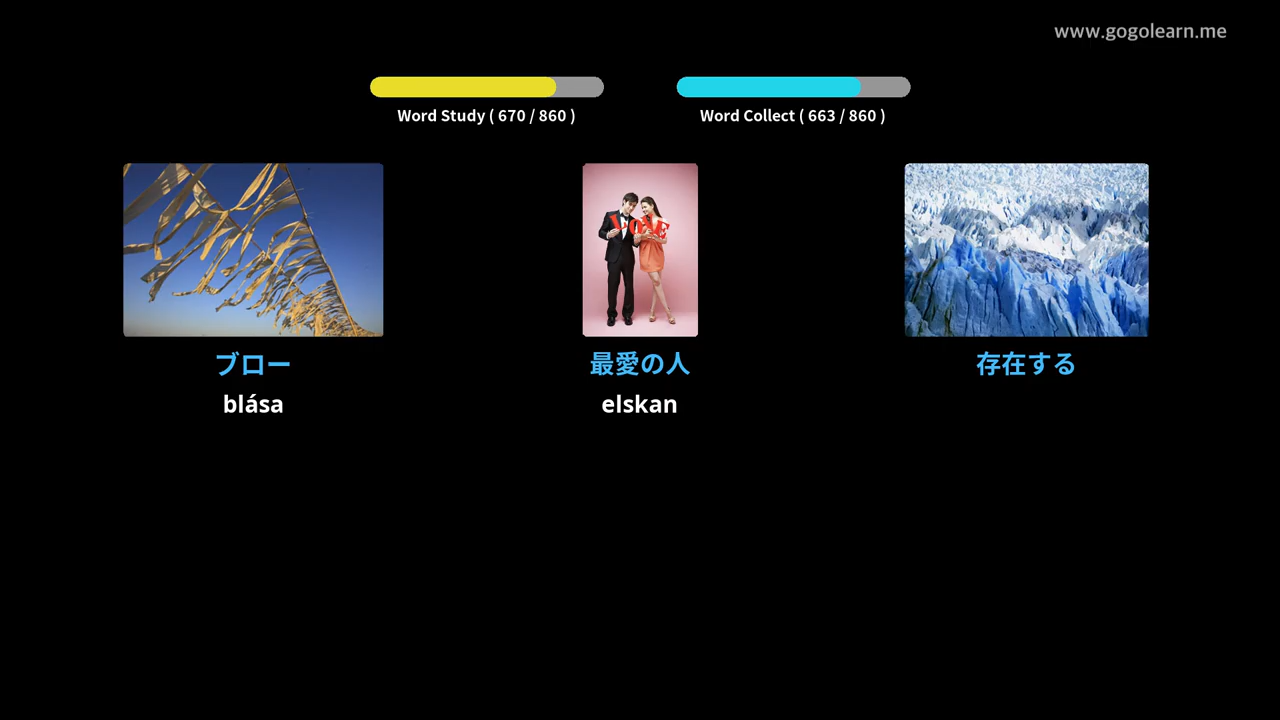 www.gogolearn.me
Word Study ( 670 / 860 )
Word Collect ( 663 / 860 )
LOVE
ブロー
最愛の人
存在する
blása
elskan